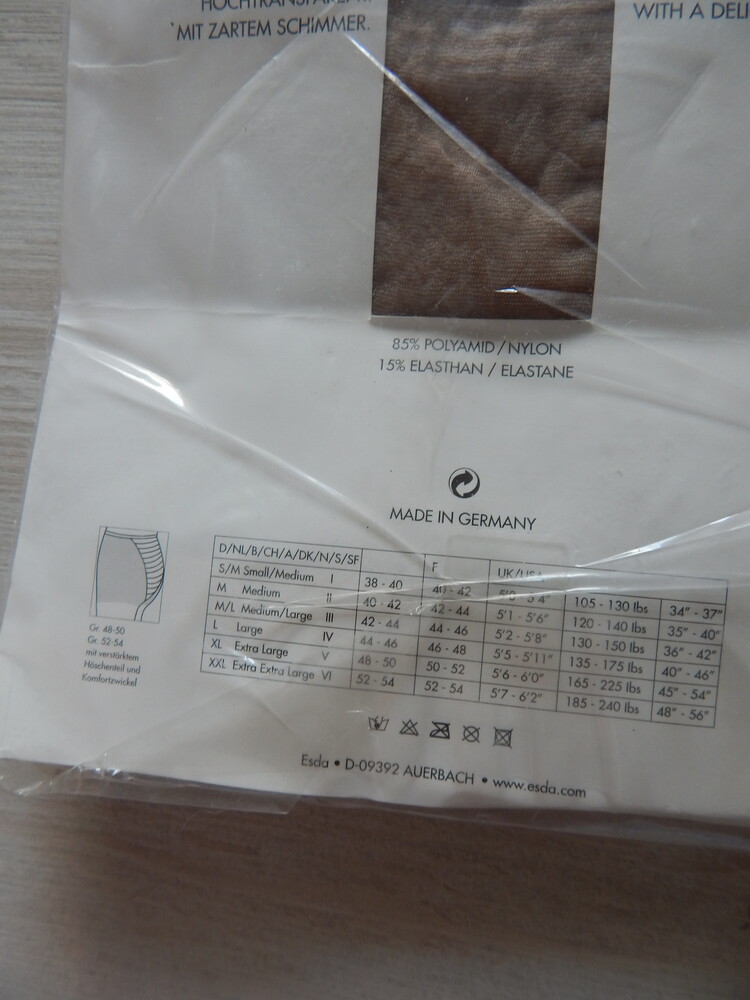 MIT ZARTEM SCHIMMER.
WITH A DELI
85% POLYAMID / NYLON
15% ELASTHAN / ELASTANE
MADE IN GERMANY
D/NL/B/CH/A/DK/N/S/SF F UK/USA
S/M Small/Medium I 38 - 40 40 - 42 105 - 130 lbs 34" - 37"
M Medium II 40 - 42 42 - 44 5'1 - 5'6" 120 - 140 lbs 35" - 40"
M/L Medium/Large III 42 - 44 44 - 46 5'2 - 5'8" 130 - 150 lbs 36" - 42"
L Large IV 44 - 46 46 - 48 5'5 - 5'11" 135 - 175 lbs 40" - 46"
XL Extra Large V 48 - 50 50 - 52 5'6 - 6'0" 165 - 225 lbs 45" - 54"
XXL Extra Extra Large VI 52 - 54 52 - 54 5'7 - 6'2" 185 - 240 lbs 48" - 56"
Gr. 48-50
Gr. 52-54
mit verstärktem
Höschenteil und
Komfortzwickel
Esda • D-09392 AUERBACH • www.esda.com